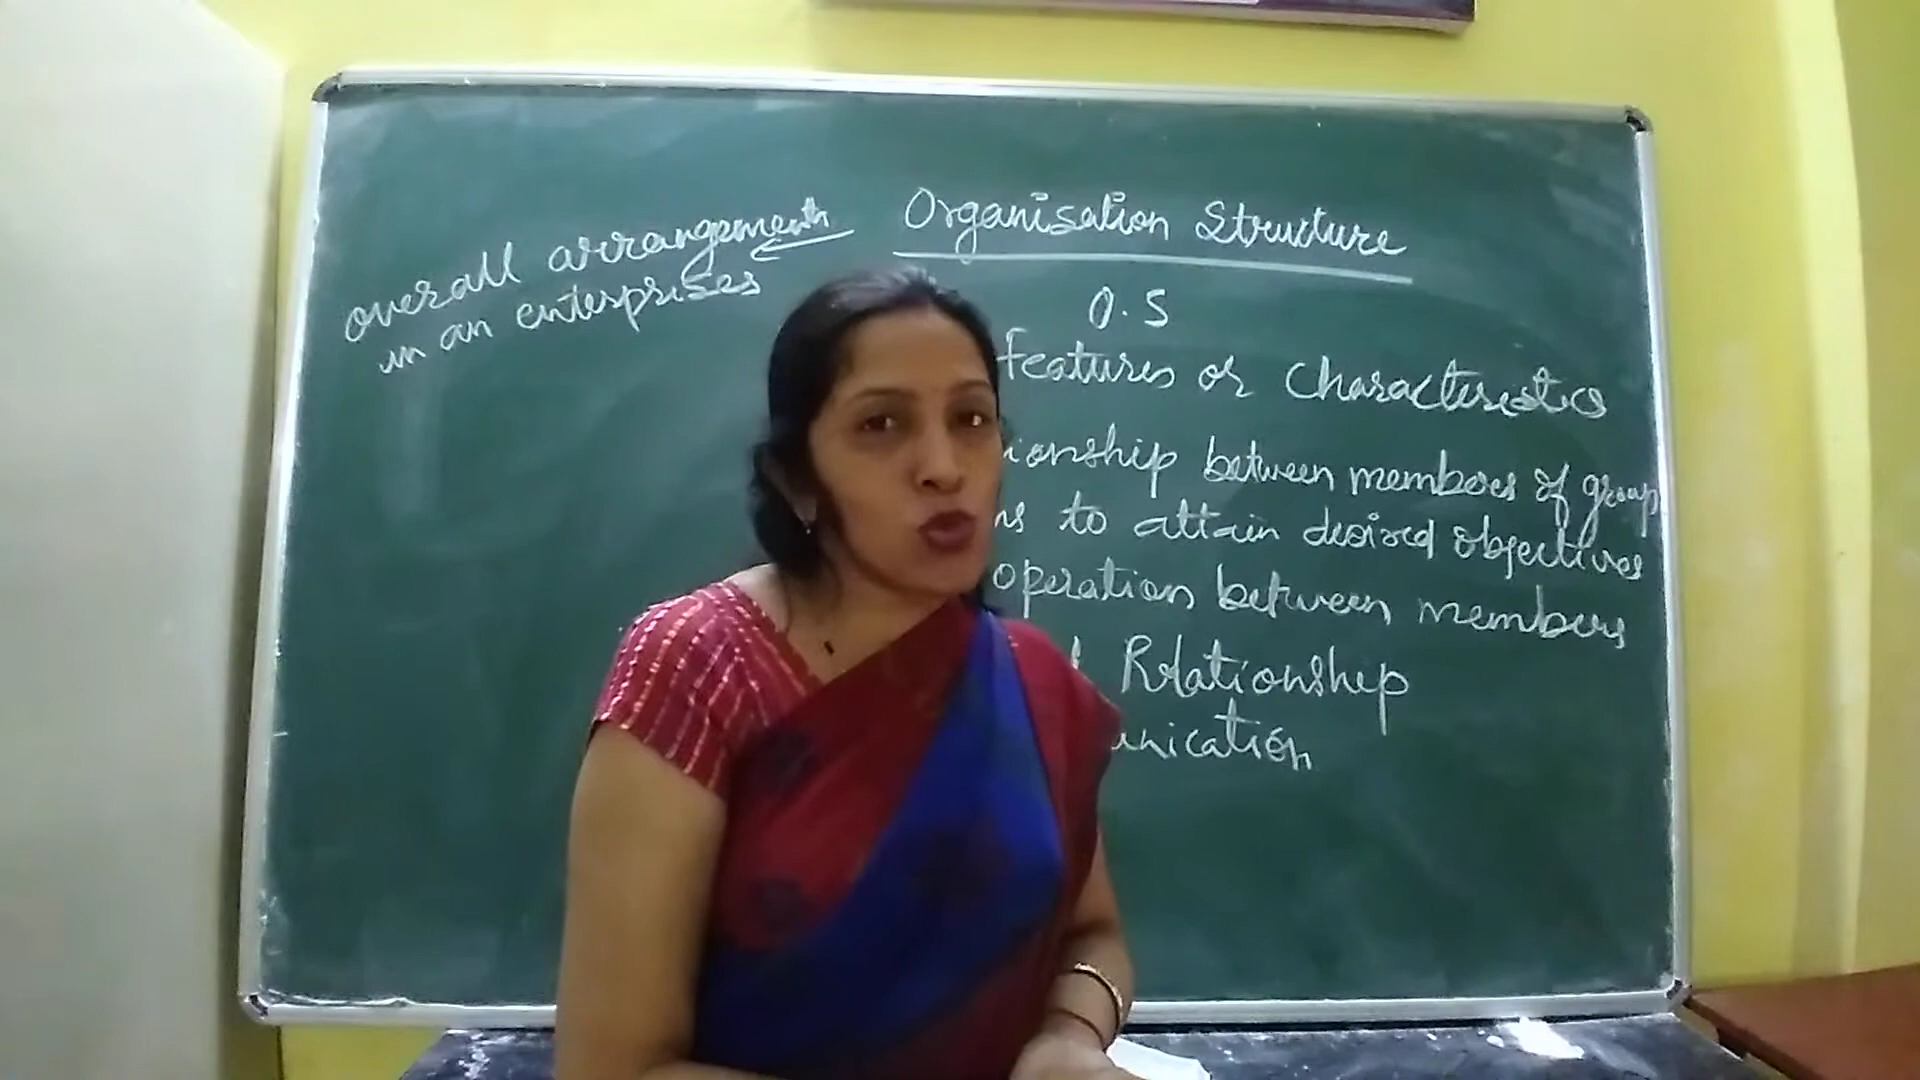 overall arrangements
in an enterprises
Organisation Structure
O.S
Features or Characteristics
ionship between members of group
ns to attain desired objectives
operation between members
Relationship
unication